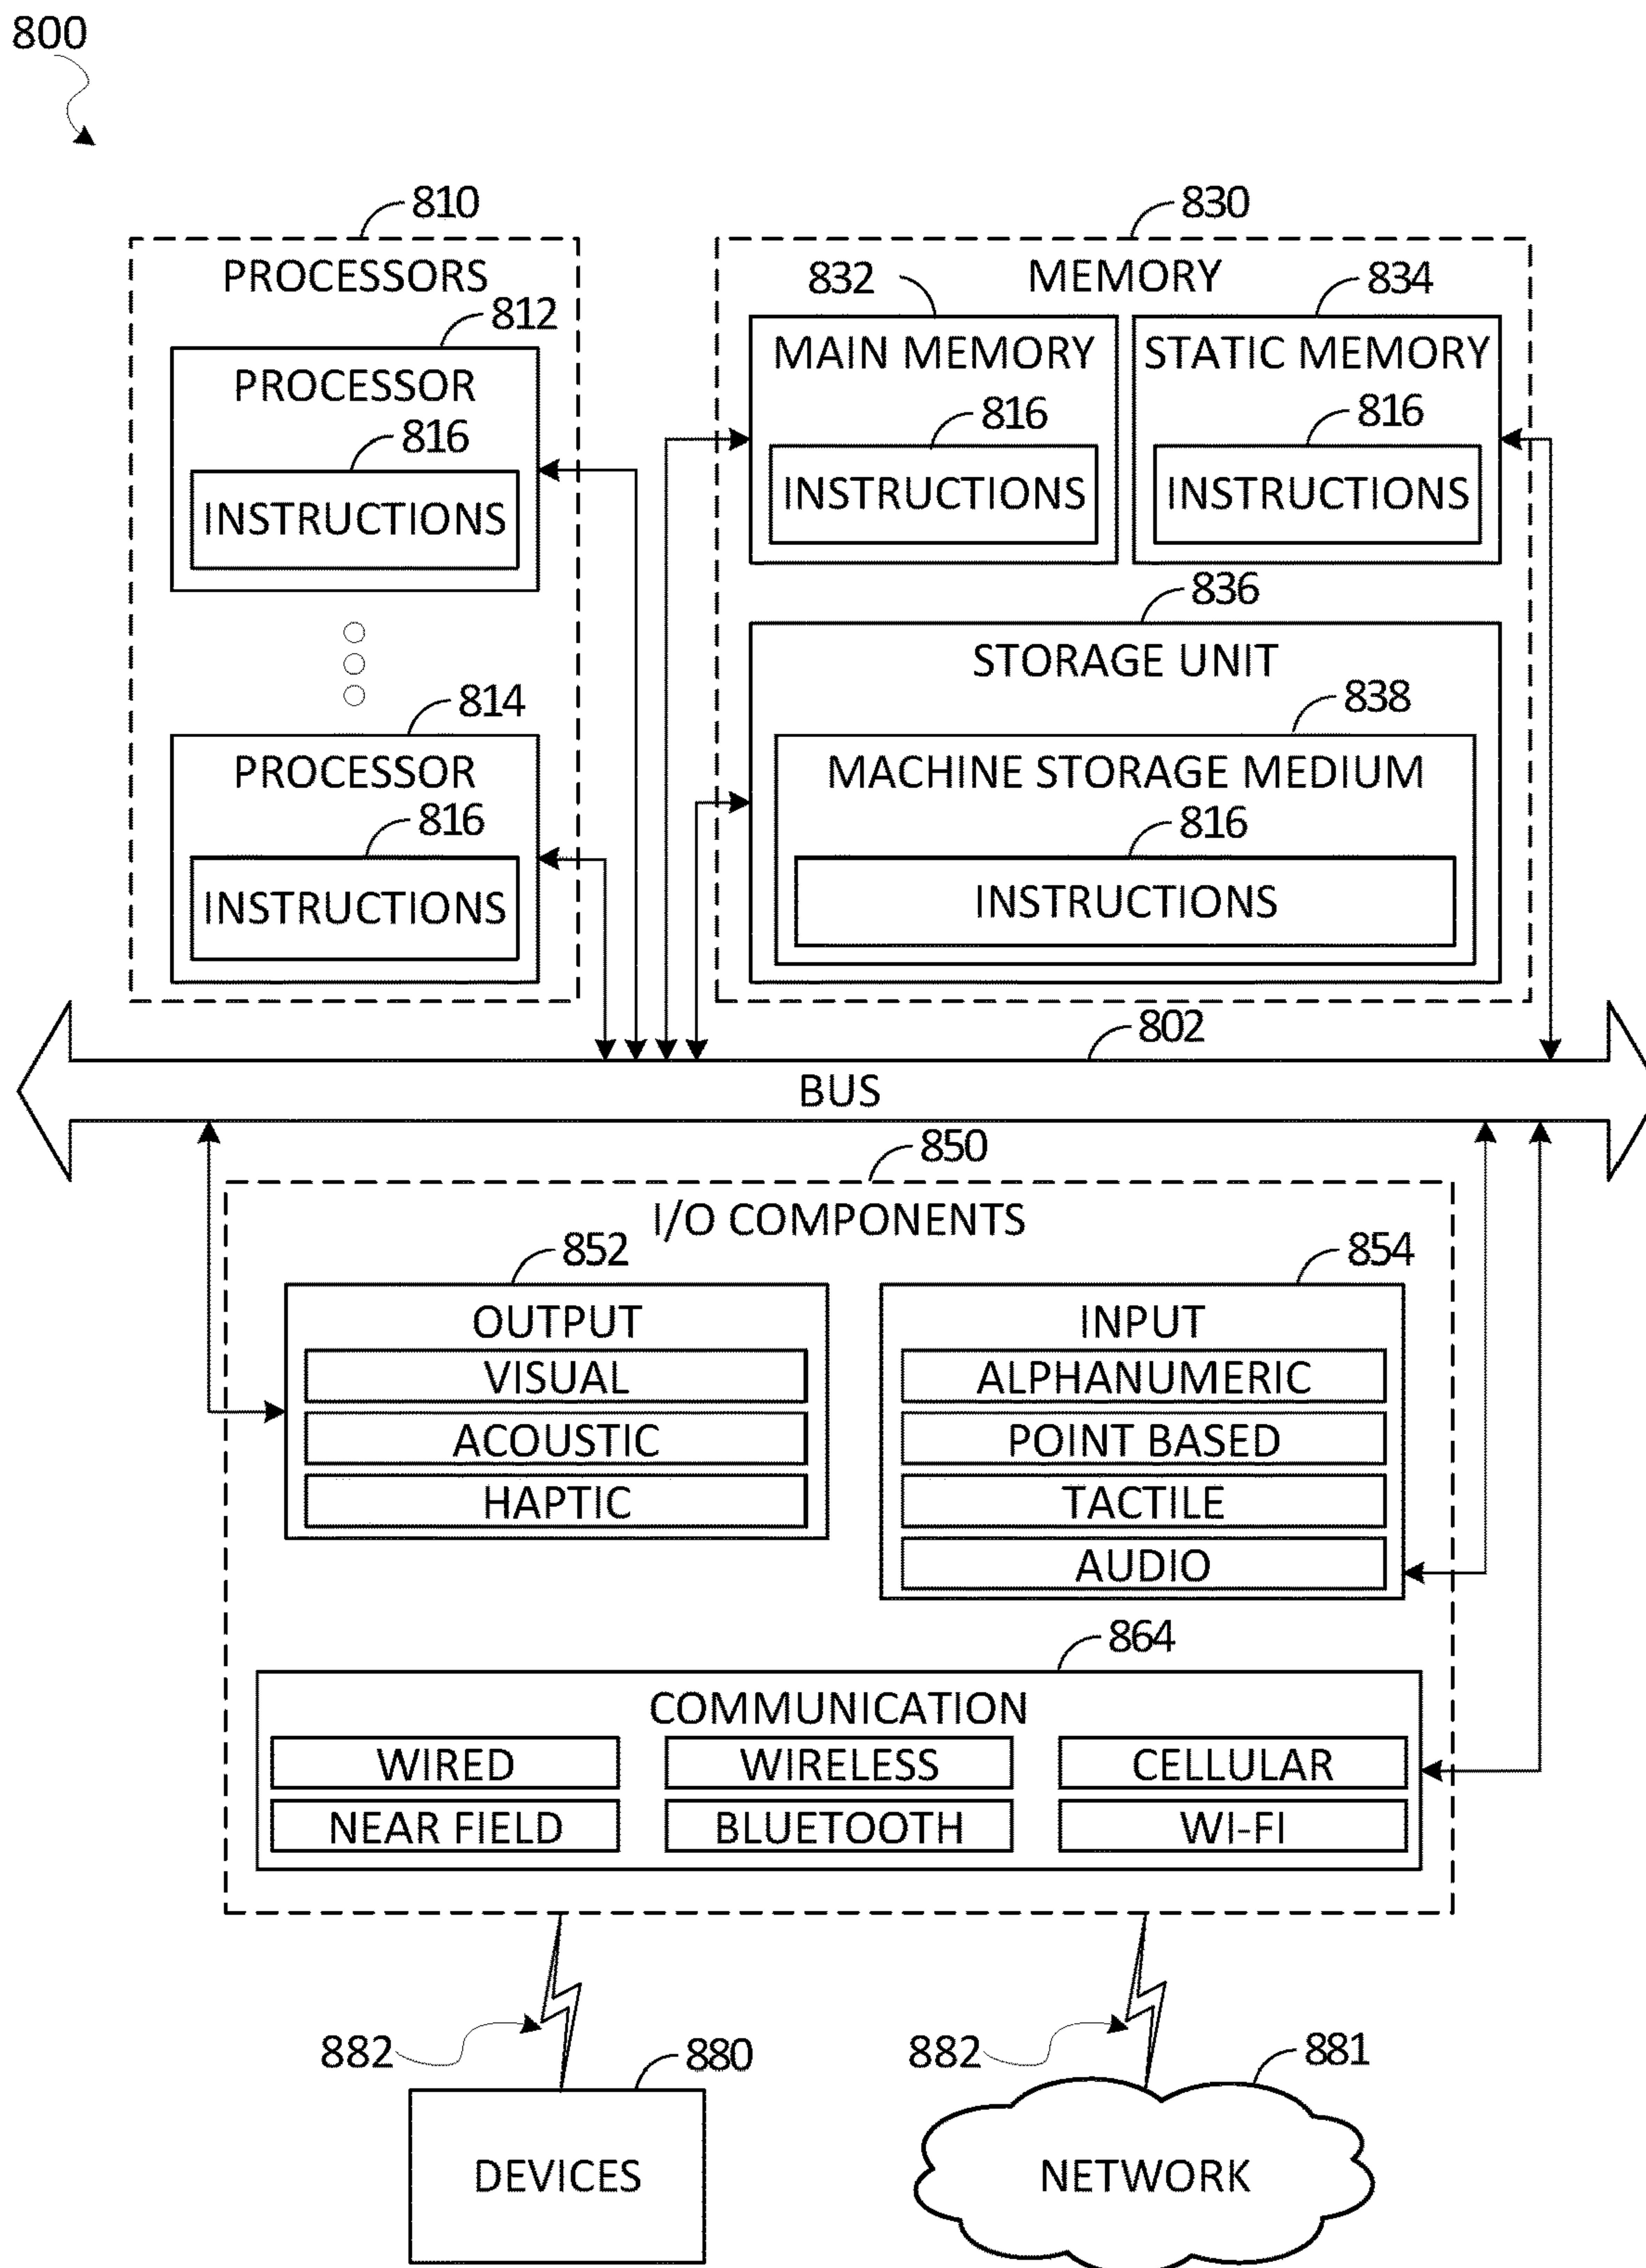 800
810
PROCESSORS
812
PROCESSOR
816
INSTRUCTIONS
814
PROCESSOR
816
INSTRUCTIONS
830
MEMORY
832
MAIN MEMORY
816
INSTRUCTIONS
834
STATIC MEMORY
816
INSTRUCTIONS
836
STORAGE UNIT
838
MACHINE STORAGE MEDIUM
816
INSTRUCTIONS
802
BUS
850
I/O COMPONENTS
852
OUTPUT
VISUAL
ACOUSTIC
HAPTIC
854
INPUT
ALPHANUMERIC
POINT BASED
TACTILE
AUDIO
864
COMMUNICATION
WIRED
WIRELESS
CELLULAR
NEAR FIELD
BLUETOOTH
WI-FI
882
880
DEVICES
882
881
NETWORK